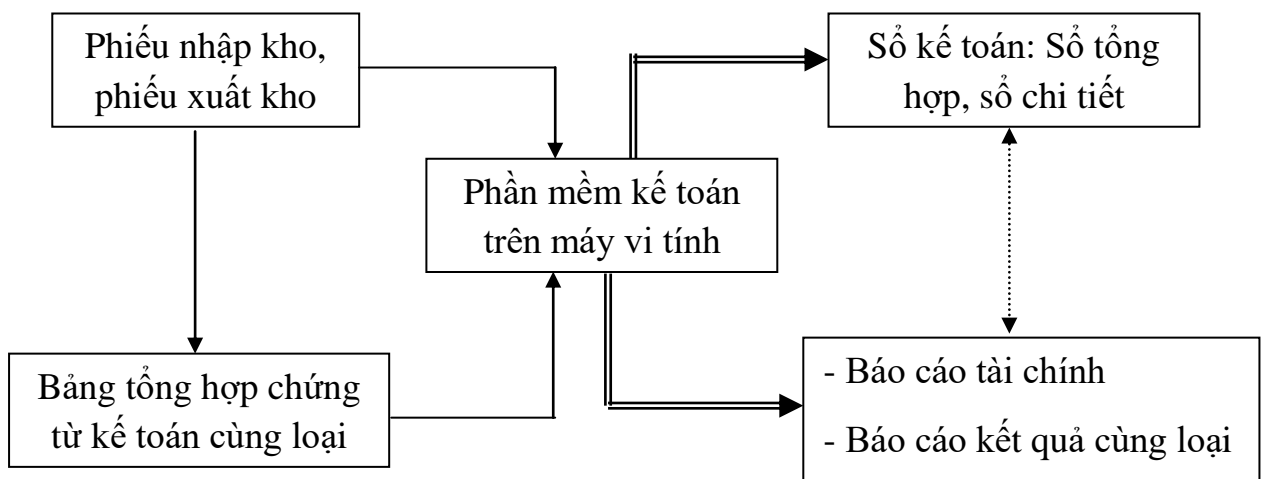 Phiếu nhập kho,
phiếu xuất kho
Sổ kế toán: Sổ tổng
hợp, sổ chi tiết
Phần mềm kế toán
trên máy vi tính
Bảng tổng hợp chứng
từ kế toán cùng loại
- Báo cáo tài chính
- Báo cáo kết quả cùng loại